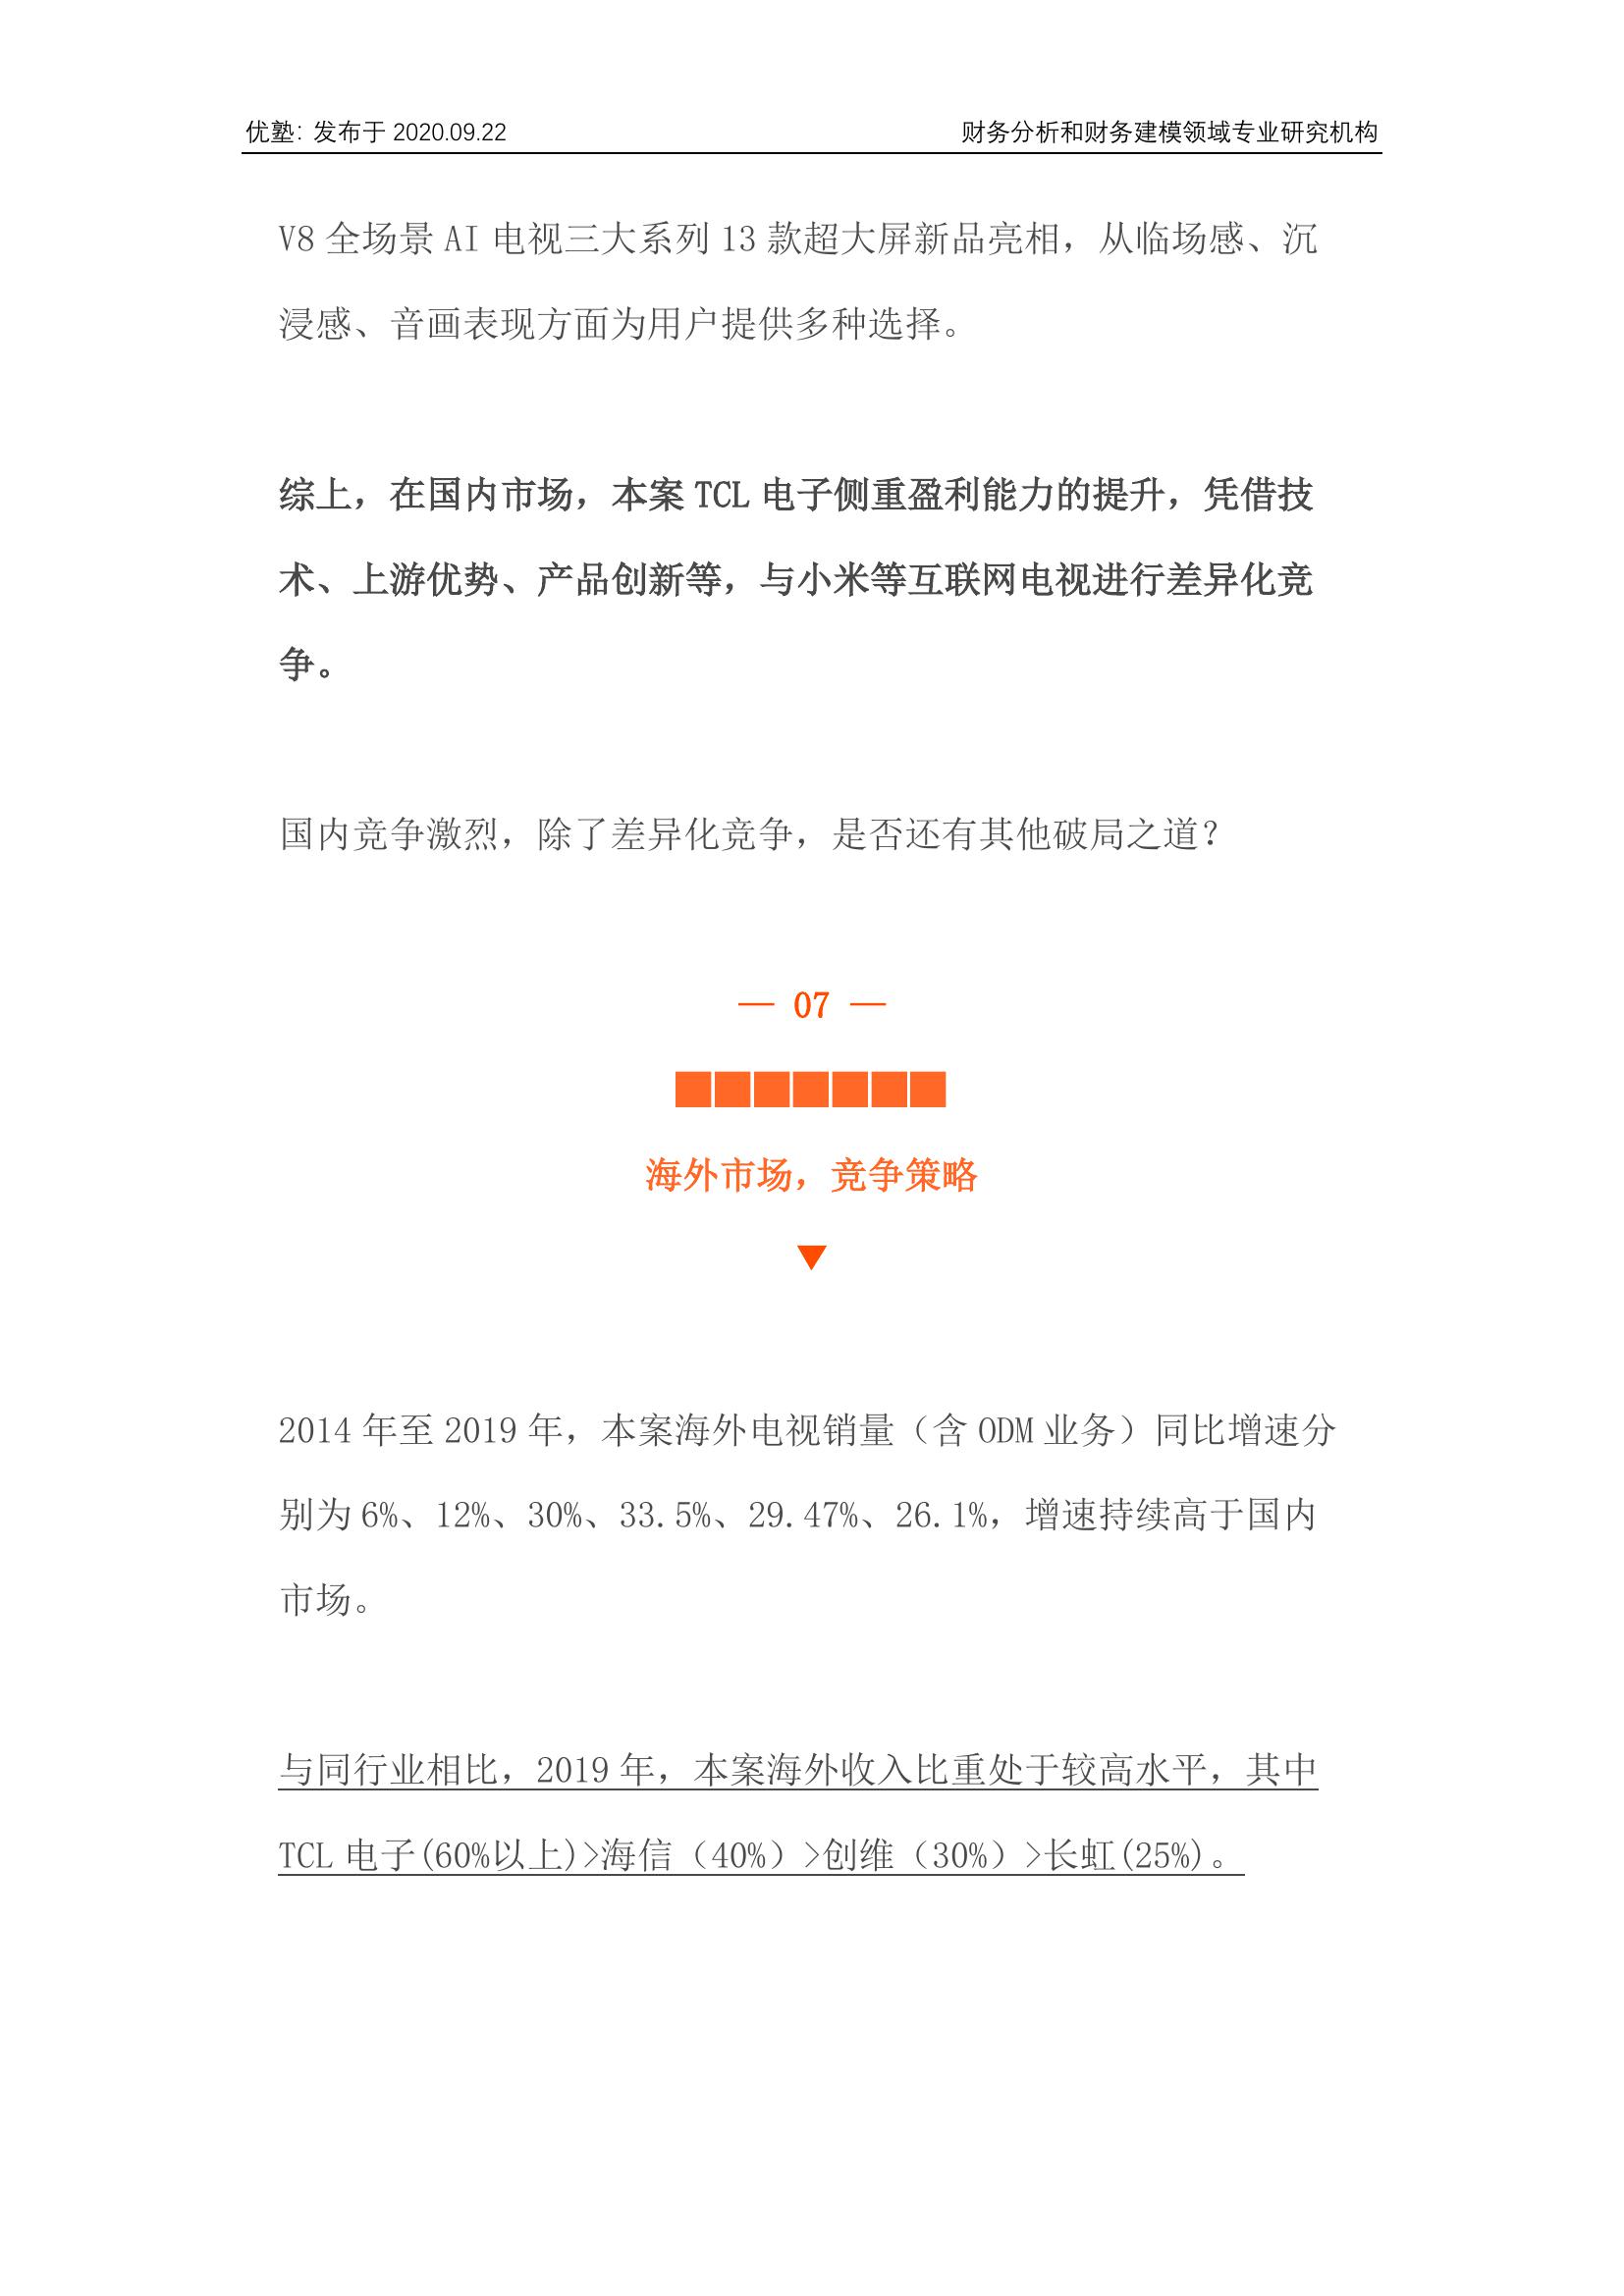 优塾：发布于 2020.09.22
财务分析和财务建模领域专业研究机构
V8 全场景 AI 电视三大系列 13 款超大屏新品亮相，从临场感、沉
浸感、音画表现方面为用户提供多种选择。
综上，在国内市场，本案 TCL 电子侧重盈利能力的提升，凭借技
术、上游优势、产品创新等，与小米等互联网电视进行差异化竞
争。
国内竞争激烈，除了差异化竞争，是否还有其他破局之道？
— 07 —
■■■■■■■
海外市场，竞争策略
▼
2014 年至 2019 年，本案海外电视销量（含 ODM 业务）同比增速分
别为 6%、12%、30%、33.5%、29.47%、26.1%，增速持续高于国内
市场。
与同行业相比，2019 年，本案海外收入比重处于较高水平，其中
TCL 电子(60%以上)>海信（40%）>创维（30%）>长虹(25%)。